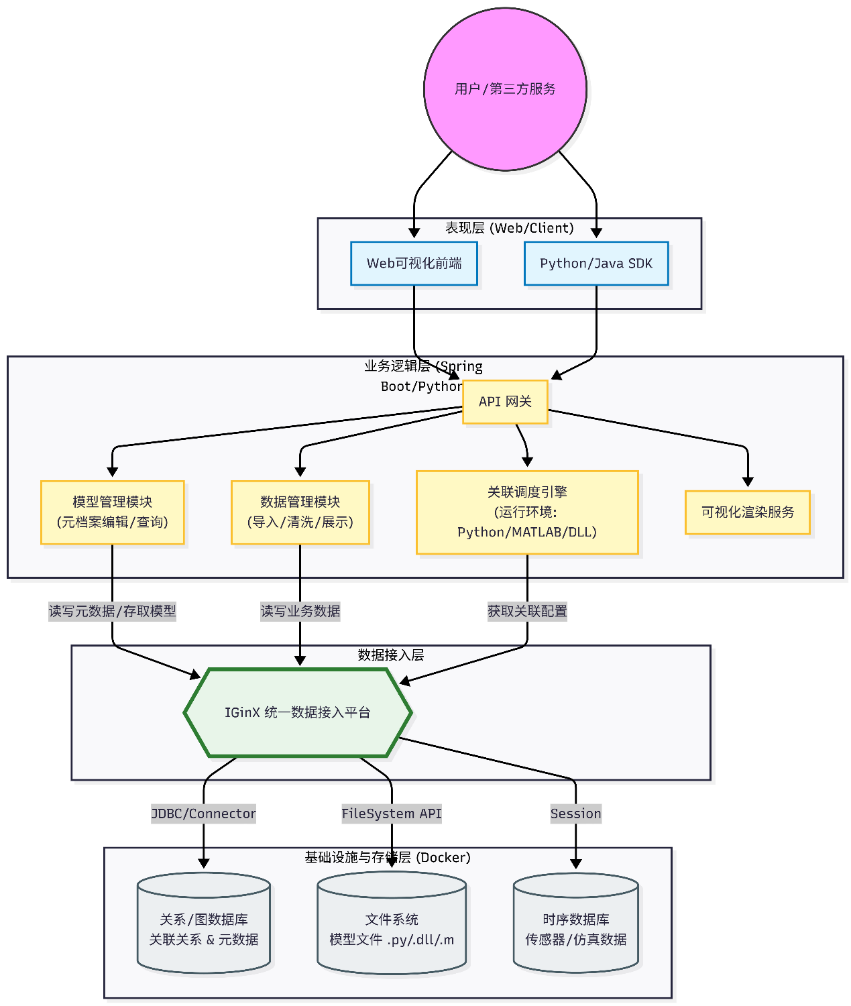 用户/第三方服务
表现层 (Web/Client)
Web可视化前端
Python/Java SDK
业务逻辑层 (Spring
Boot/Python
API 网关
模型管理模块
(元档案编辑/查询)
数据管理模块
(导入/清洗/展示)
关联调度引擎
(运行环境:
Python/MATLAB/DLL)
可视化渲染服务
读写元数据/存取模型
读写业务数据
获取关联配置
数据接入层
IGinX 统一数据接入平台
JDBC/Connector
FileSystem API
Session
基础设施与存储层 (Docker)
关系/图数据库
关联关系 & 元数据
文件系统
模型文件 .py/.dll/.m
时序数据库
传感器/仿真数据